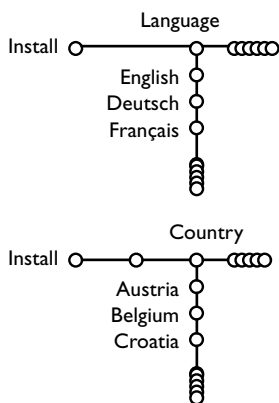 Language
Install
English
Deutsch
Français
Country
Install
Austria
Belgium
Croatia